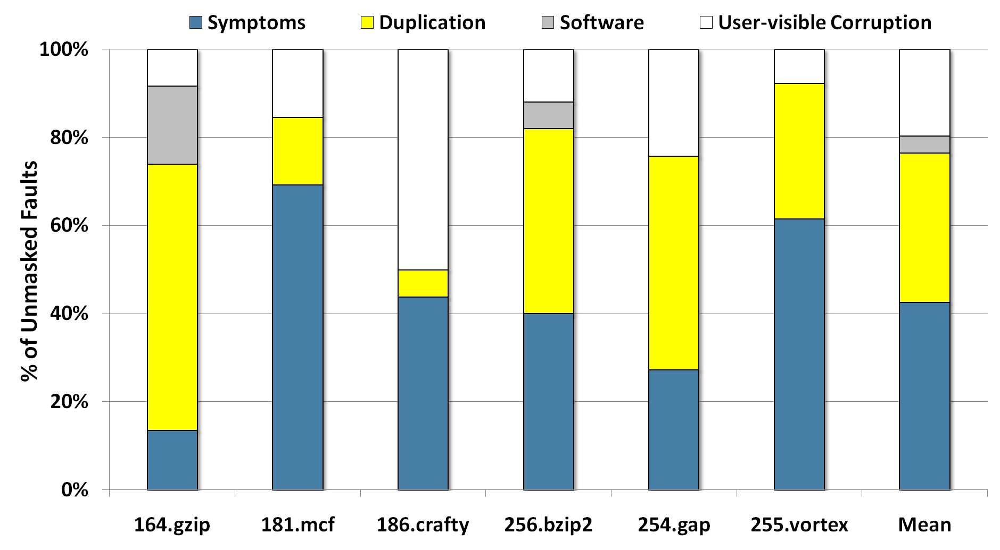 Symptoms Duplication Software User-visible Corruption
100%
80%
60%
40%
20%
0%
% of Unmasked Faults
164.gzip 181.mcf 186.crafty 256.bzip2 254.gap 255.vortex Mean